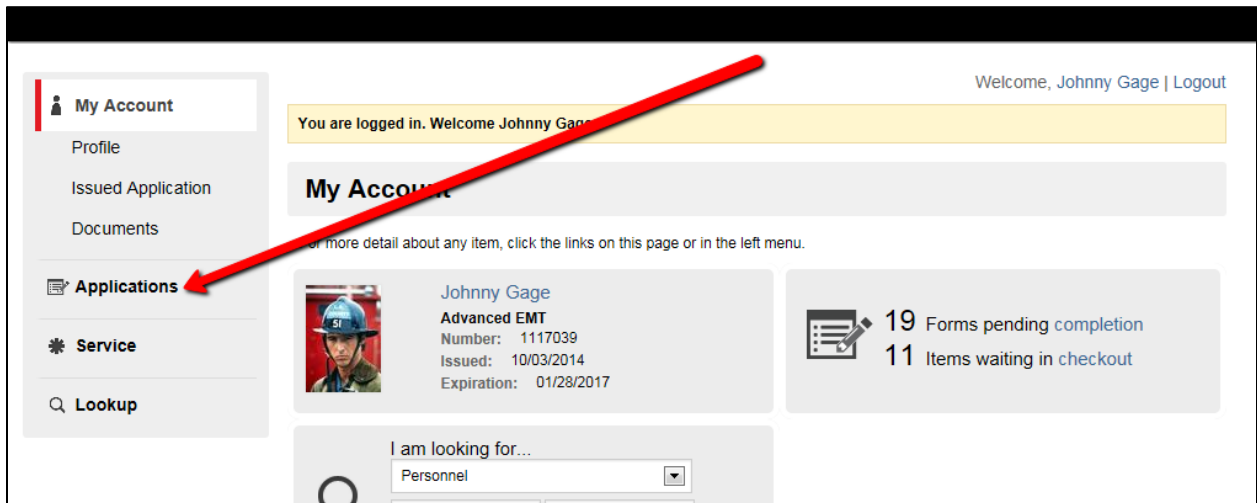 Welcome, Johnny Gage | Logout
My Account
Profile
Issued Application
Documents
Applications
Service
Lookup
You are logged in. Welcome Johnny Gage
My Account
more detail about any item, click the links on this page or in the left menu.
51
Johnny Gage
Advanced EMT
Number: 1117039
Issued: 10/03/2014
Expiration: 01/28/2017
19 Forms pending completion
11 Items waiting in checkout
I am looking for...
Personnel